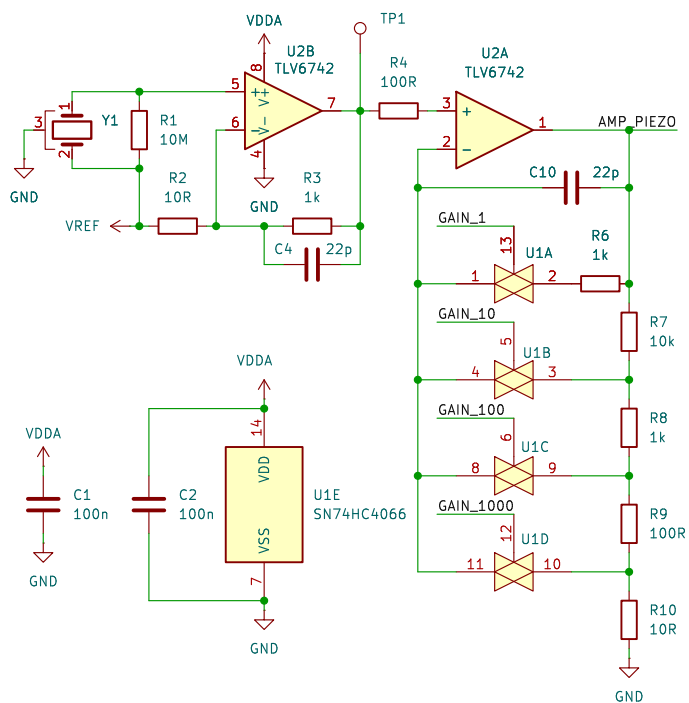 TP1
VDDA
U2B
TLV6742
8
V+
5
+
7
6
-
V-
4
GND
R4
100R
U2A
TLV6742
3
+
1
2
-
AMP_PIEZO
1
3
2
Y1
GND
R1
10M
R2
10R
VREF
R3
1k
C4
22p
C10
22p
GAIN_1
13
U1A
1
2
R6
1k
GAIN_10
5
U1B
4
3
R7
10k
GAIN_100
6
U1C
8
9
R8
1k
GAIN_1000
12
U1D
11
10
R9
100R
R10
10R
GND
VDDA
C1
100n
GND
VDDA
14
VDD
C2
100n
U1E
SN74HC4066
VSS
7
GND